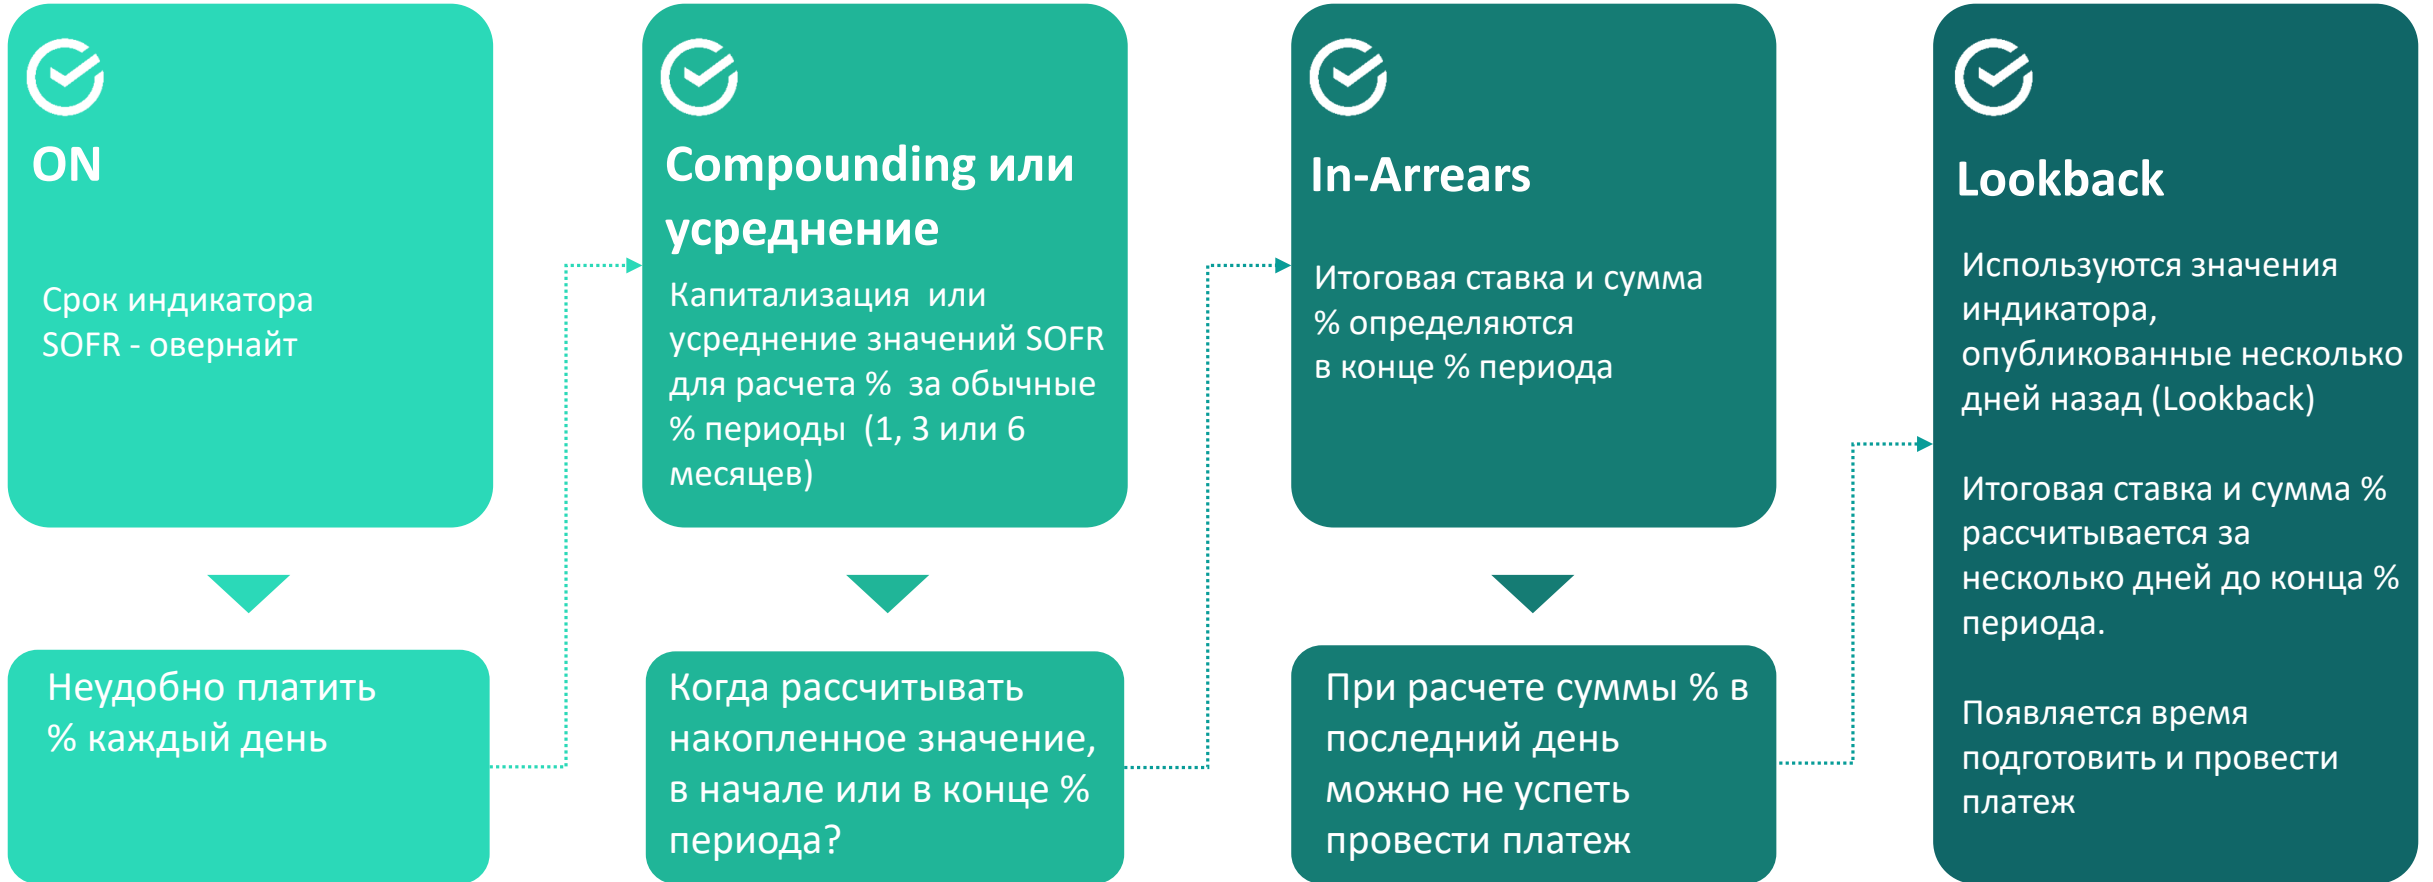 ON
Срок индикатора
SOFR - овернайт
Неудобно платить
% каждый день
Compounding или
усреднение
Капитализация или
усреднение значений SOFR
для расчета % за обычные
% периоды (1, 3 или 6
месяцев)
Когда рассчитывать
накопленное значение,
в начале или в конце %
периода?
In-Arrears
Итоговая ставка и сумма
% определяются
в конце % периода
При расчете суммы % в
последний день
можно не успеть
провести платеж
Lookback
Используются значения
индикатора,
опубликованные несколько
дней назад (Lookback)
Итоговая ставка и сумма %
рассчитывается за
несколько дней до конца %
периода.
Появляется время
подготовить и провести
платеж